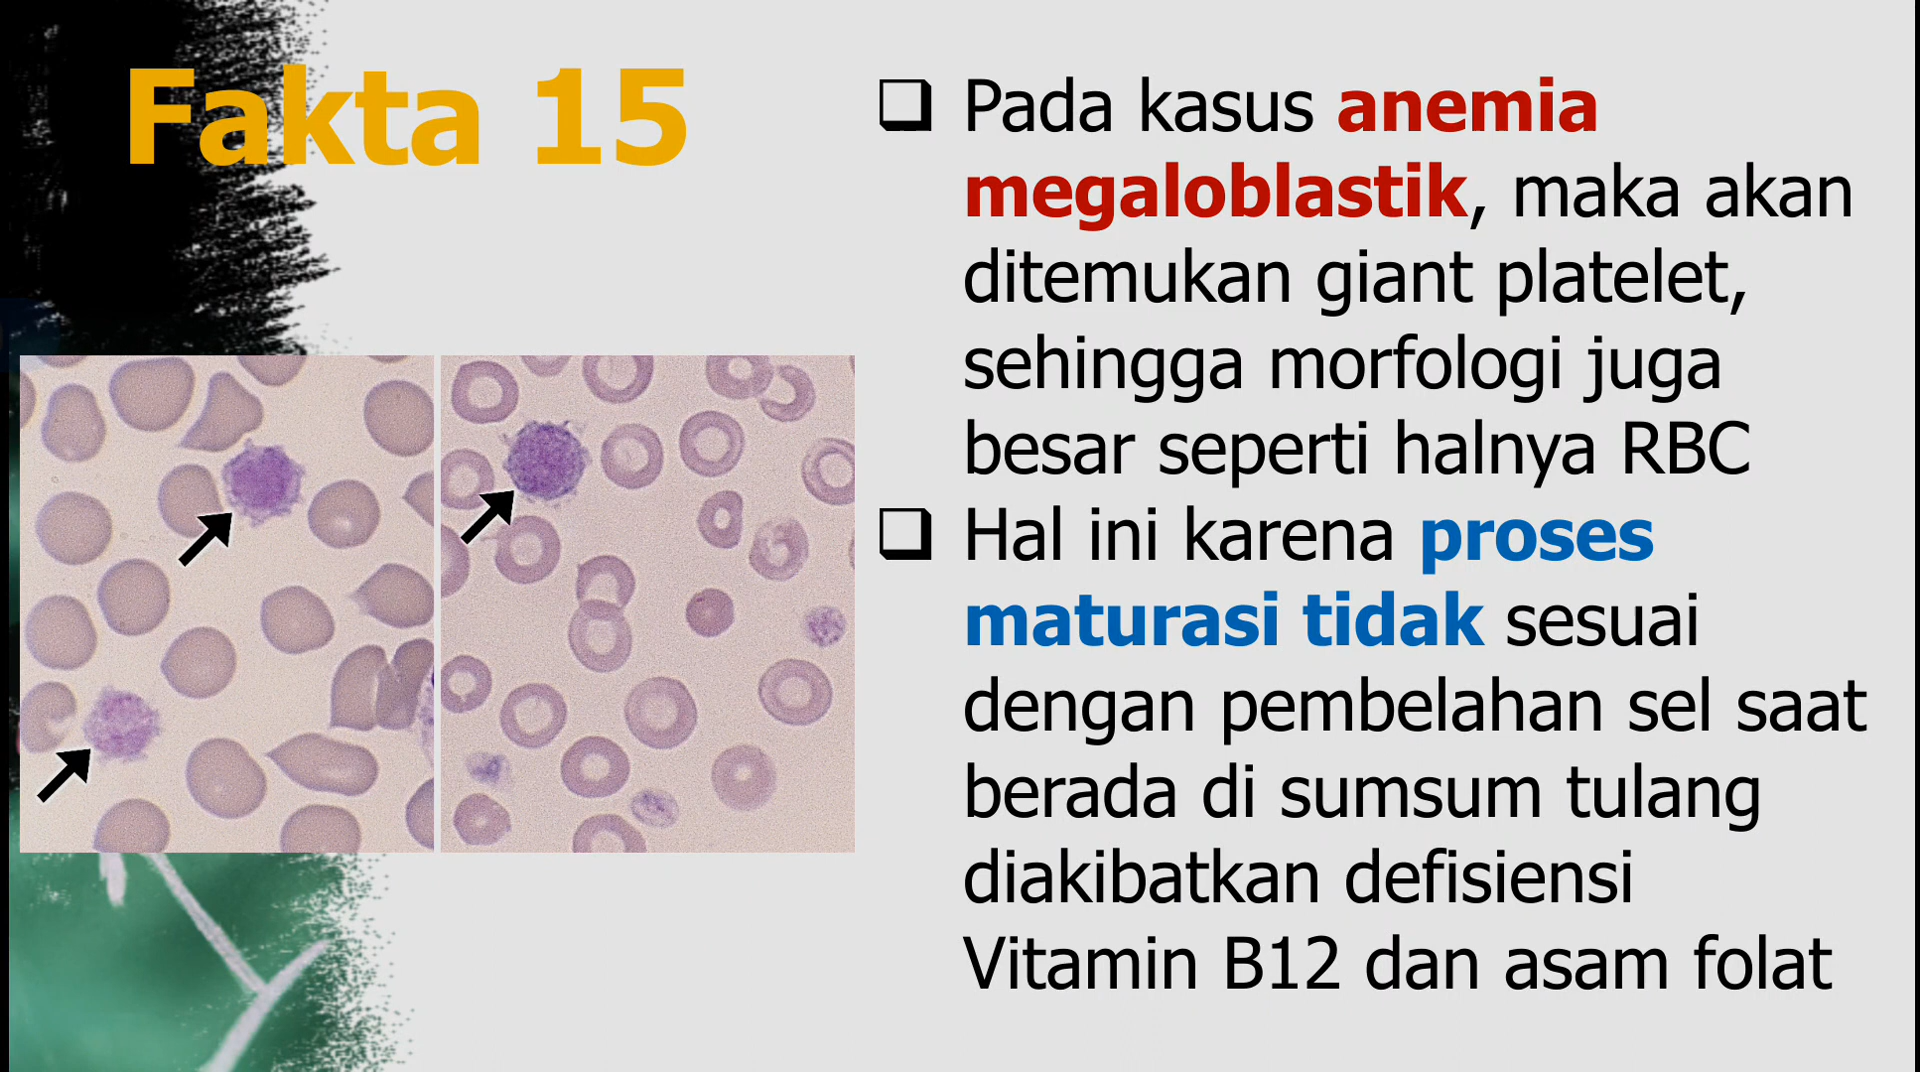 Fakta 15
Pada kasus anemia
megaloblastik, maka akan
ditemukan giant platelet,
sehingga morfologi juga
besar seperti halnya RBC
Hal ini karena proses
maturasi tidak sesuai
dengan pembelahan sel saat
berada di sumsum tulang
diakibatkan defisiensi
Vitamin B12 dan asam folat